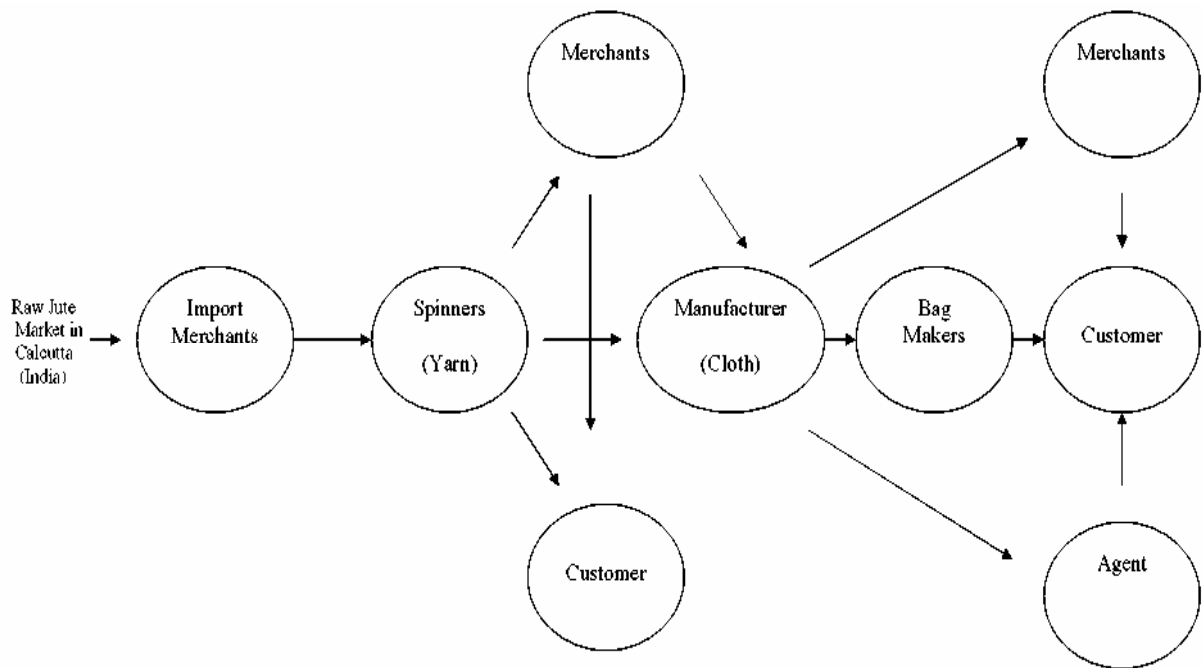 Merchants
Merchants
Raw Jute
Market in
Calcutta
(India)
Import
Merchants
Spinners
(Yarn)
Manufacturer
(Cloth)
Bag
Makers
Customer
Customer
Agent